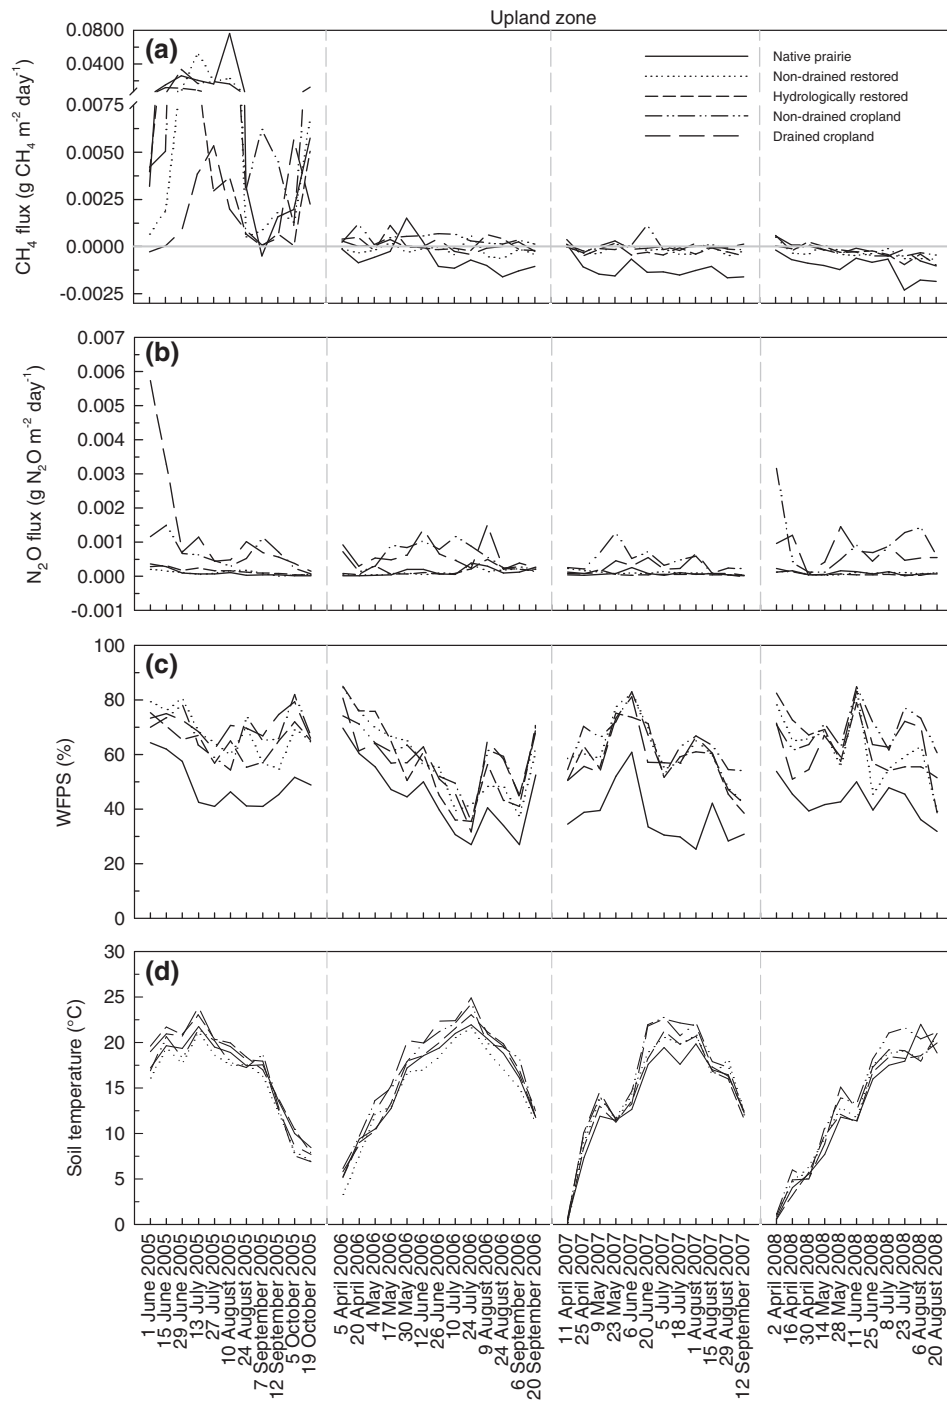 Upland zone
(a)
0.0800
0.0400
0.0075
0.0050
0.0025
0.0000
-0.0025
CH4 flux (g CH4 m-2 day-1)
Native prairie
Non-drained restored
Hydrologically restored
Non-drained cropland
Drained cropland
(b)
0.007
0.006
0.005
0.004
0.003
0.002
0.001
0.000
-0.001
N2O flux (g N2O m-2 day-1)
(c)
100
80
60
40
20
0
WFPS (%)
(d)
30
25
20
15
10
5
0
Soil temperature (°C)
1 June 2005
15 June 2005
29 June 2005
13 July 2005
27 July 2005
10 August 2005
24 August 2005
7 September 2005
12 September 2005
5 October 2005
19 October 2005
5 April 2006
20 April 2006
4 May 2006
17 May 2006
30 May 2006
12 June 2006
26 June 2006
10 July 2006
24 July 2006
9 August 2006
24 August 2006
6 September 2006
20 September 2006
11 April 2007
25 April 2007
9 May 2007
23 May 2007
6 June 2007
20 June 2007
5 July 2007
18 July 2007
1 August 2007
15 August 2007
29 August 2007
12 September 2007
2 April 2008
16 April 2008
30 April 2008
14 May 2008
28 May 2008
11 June 2008
25 June 2008
8 July 2008
23 July 2008
6 August 2008
20 August 2008